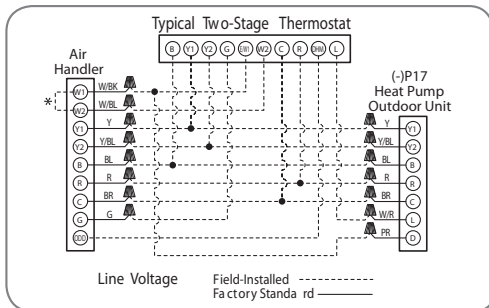 Typical Two-Stage Thermostat
B Y1 Y2 G E/W1 W2 C R DHM L
Air
Handler
(-)P17
Heat Pump
Outdoor Unit
W1 W/BK
* W2 W/BL
Y1 Y Y Y1
Y2 Y/BL Y/BL Y2
B BL BL B
R R R R
C BR BR C
G G W/R L
DDD PR D
Line Voltage
Field-Installed
Factory Standa rd